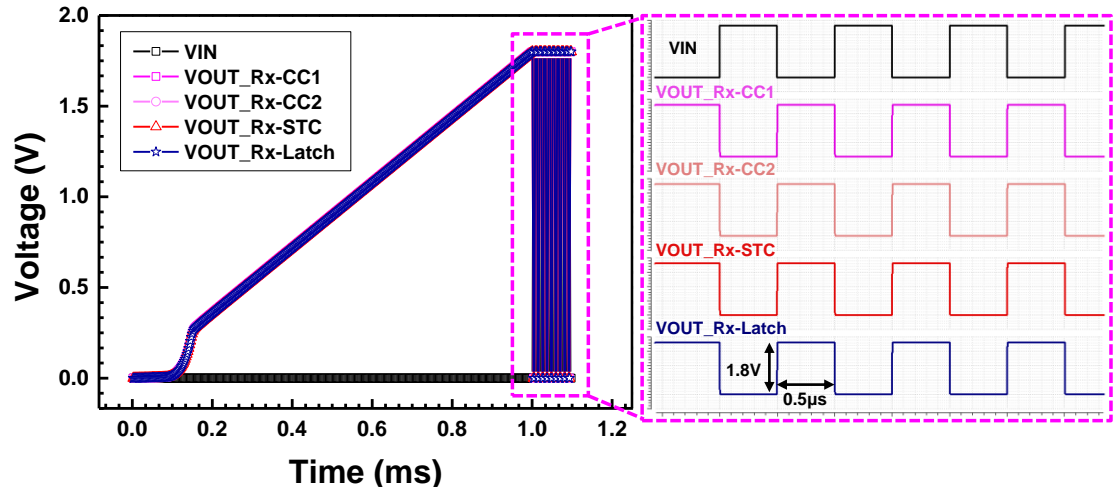 2.0
1.5
1.0
0.5
0.0
Voltage (V)
VIN
VOUT_Rx-CC1
VOUT_Rx-CC2
VOUT_Rx-STC
VOUT_Rx-Latch
0.0 0.2 0.4 0.6 0.8 1.0 1.2
Time (ms)
VIN
VOUT_Rx-CC1
VOUT_Rx-CC2
VOUT_Rx-STC
VOUT_Rx-Latch
1.8V
0.5µs